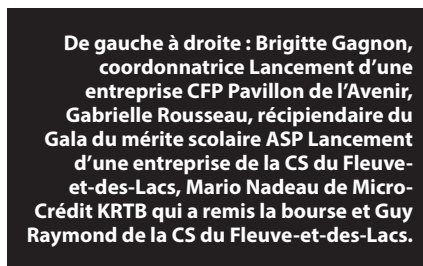 De gauche à droite : Brigitte Gagnon,
coordonnatrice Lancement d'une
entreprise CFP Pavillon de l'Avenir,
Gabrielle Rousseau, récipiendaire du
Gala du mérite scolaire ASP Lancement
d'une entreprise de la CS du Fleuve-
et-des-Lacs, Mario Nadeau de Micro-
Crédit KRTB qui a remis la bourse et Guy
Raymond de la CS du Fleuve-et-des-Lacs.